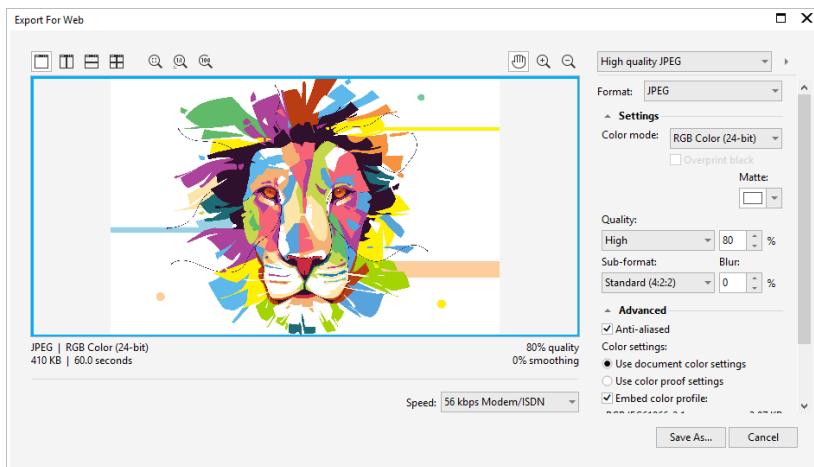 Export For Web
High quality JPEG
Format: JPEG
Settings
Color mode: RGB Color (24-bit)
Overprint black
Matte:
Quality:
High 80 %
Sub-format: Blur:
Standard (4:2:2) 0 %
Advanced
Anti-aliased
Color settings:
Use document color settings
Use color proof settings
Embed color profile:
JPEG | RGB Color (24-bit) 80% quality
410 KB | 60.0 seconds 0% smoothing
Speed: 56 kbps Modem/ISDN
Save As... Cancel